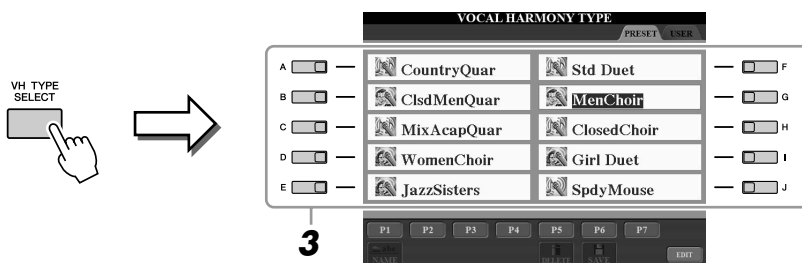 VOCAL HARMONY TYPE
PRESET USER
VH TYPE
SELECT
A CountryQuar Std Duet F
B ClsdMenQuar MenChoir G
C MixAcapQuar ClosedChoir H
D WomenChoir Girl Duet I
E JazzSisters SpdyMouse J
3
P1 P2 P3 P4 P5 P6 P7
abc
NAME DELETE SAVE EDIT